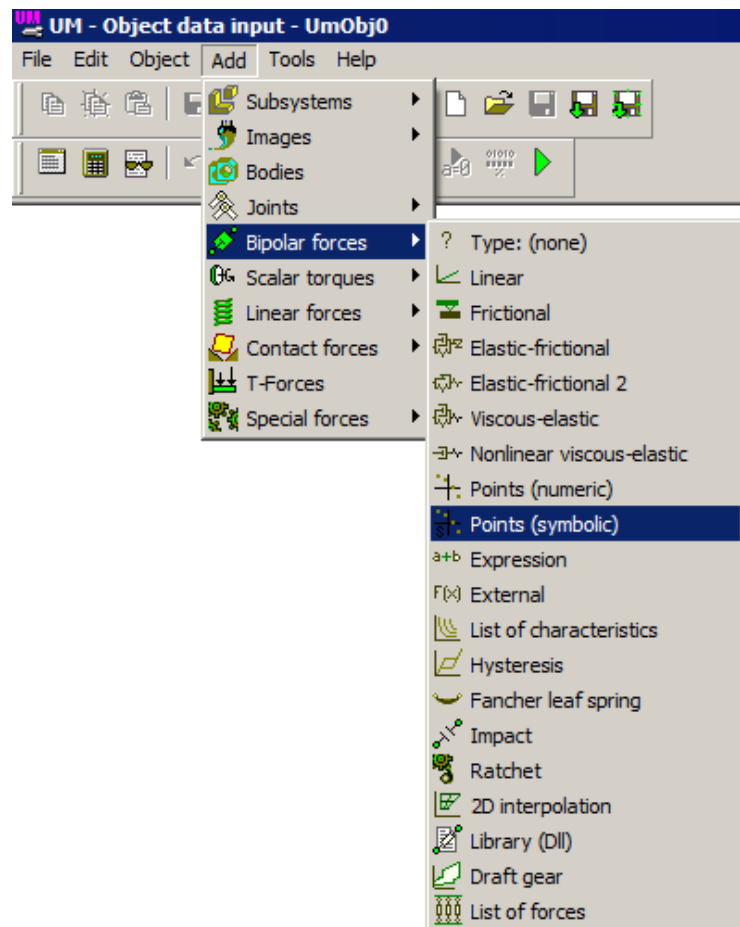 UM
UM - Object data input - UmObj0
File Edit Object Add Tools Help
Subsystems
Images
a=0
01010
Bodies
Joints
Bipolar forces
? Type: (none)
Scalar torques
Linear
Linear forces
Frictional
Contact forces
Elastic-frictional
T-Forces
Elastic-frictional 2
Special forces
Viscous-elastic
Nonlinear viscous-elastic
Points (numeric)
S Points (symbolic)
a+b Expression
F(x) External
List of characteristics
Hysteresis
Fancher leaf spring
Impact
Ratchet
2D interpolation
Library (Dll)
Draft gear
List of forces